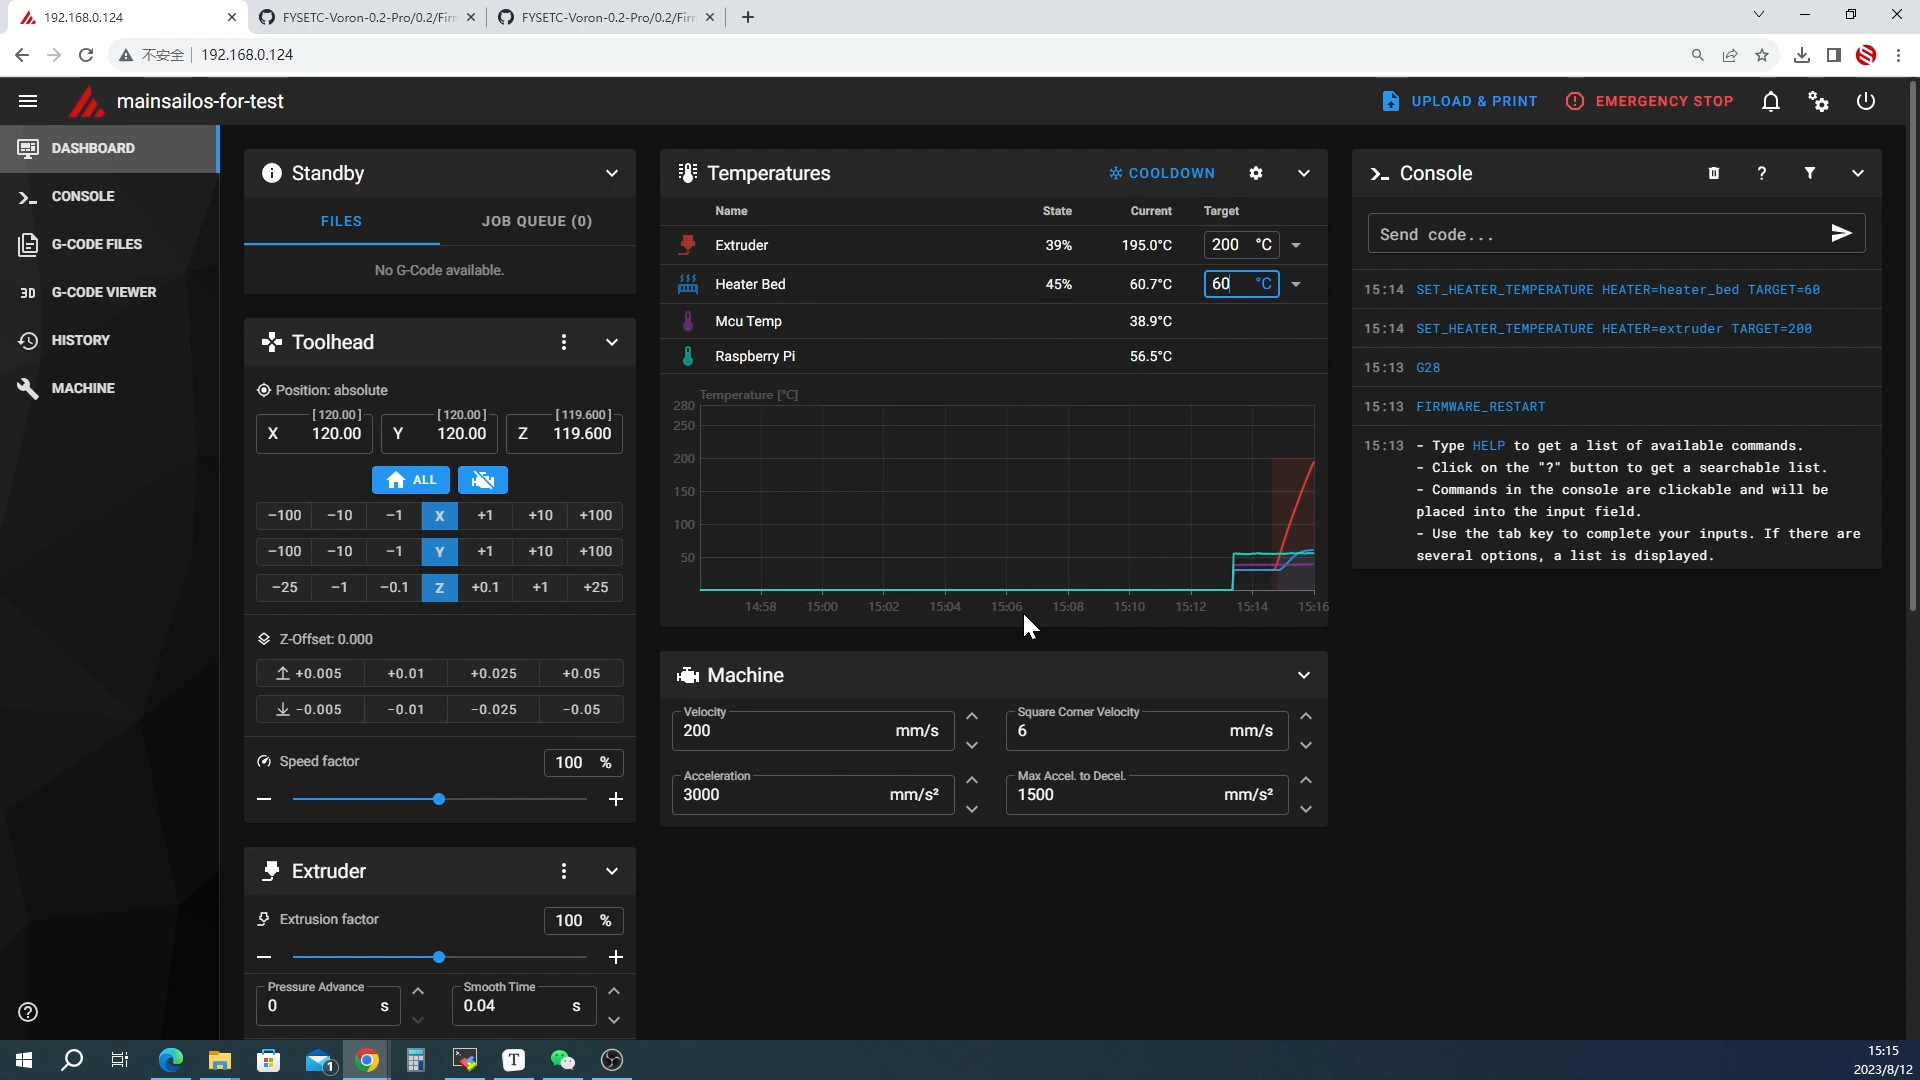 192.168.0.124
FYSETC-Voron-0.2-Pro/0.2/Firm
FYSETC-Voron-0.2-Pro/0.2/Firm
不安全
192.168.0.124
mainsailos-for-test
UPLOAD & PRINT
EMERGENCY STOP
DASHBOARD
CONSOLE
G-CODE FILES
3D G-CODE VIEWER
HISTORY
MACHINE
Standby
FILES
JOB QUEUE (0)
No G-Code available.
Toolhead
Position: absolute
[120.00]
X 120.00
[120.00]
Y 120.00
[119.600]
Z 119.600
ALL
-100 -10 -1 X +1 +10 +100
-100 -10 -1 Y +1 +10 +100
-25 -1 -0.1 Z +0.1 +1 +25
Z-Offset: 0.000
+0.005 +0.01 +0.025 +0.05
-0.005 -0.01 -0.025 -0.05
Speed factor
100 %
Extruder
Extrusion factor
100 %
Pressure Advance
0 s
Smooth Time
0.04 s
Temperatures
COOLDOWN
Name State Current Target
Extruder 39% 195.0°C 200 °C
Heater Bed 45% 60.7°C 60 °C
Mcu Temp 38.9°C
Raspberry Pi 56.5°C
Temperature [°C]
280
250
200
150
100
50
14:58 15:00 15:02 15:04 15:06 15:08 15:10 15:12 15:14 15:16
Machine
Velocity
200 mm/s
Square Corner Velocity
6 mm/s
Acceleration
3000 mm/s²
Max Accel. to Decel.
1500 mm/s²
Console
Send code...
15:14 SET_HEATER_TEMPERATURE HEATER=heater_bed TARGET=60
15:14 SET_HEATER_TEMPERATURE HEATER=extruder TARGET=200
15:13 G28
15:13 FIRMWARE_RESTART
15:13 - Type HELP to get a list of available commands.
- Click on the "?" button to get a searchable list.
- Commands in the console are clickable and will be
placed into the input field.
- Use the tab key to complete your inputs. If there are
several options, a list is displayed.
1
T
15:15
2023/8/12